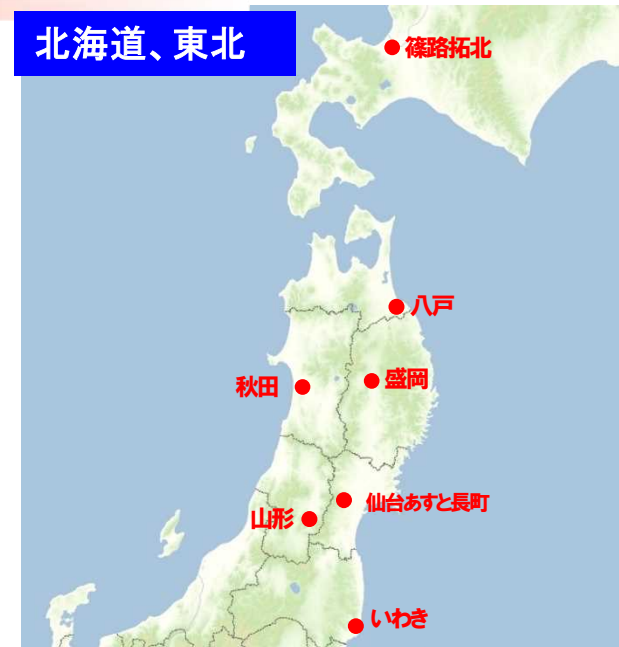 北海道、東北
篠路拓北
八戸
盛岡
秋田
仙台あすと長町
山形
いわき